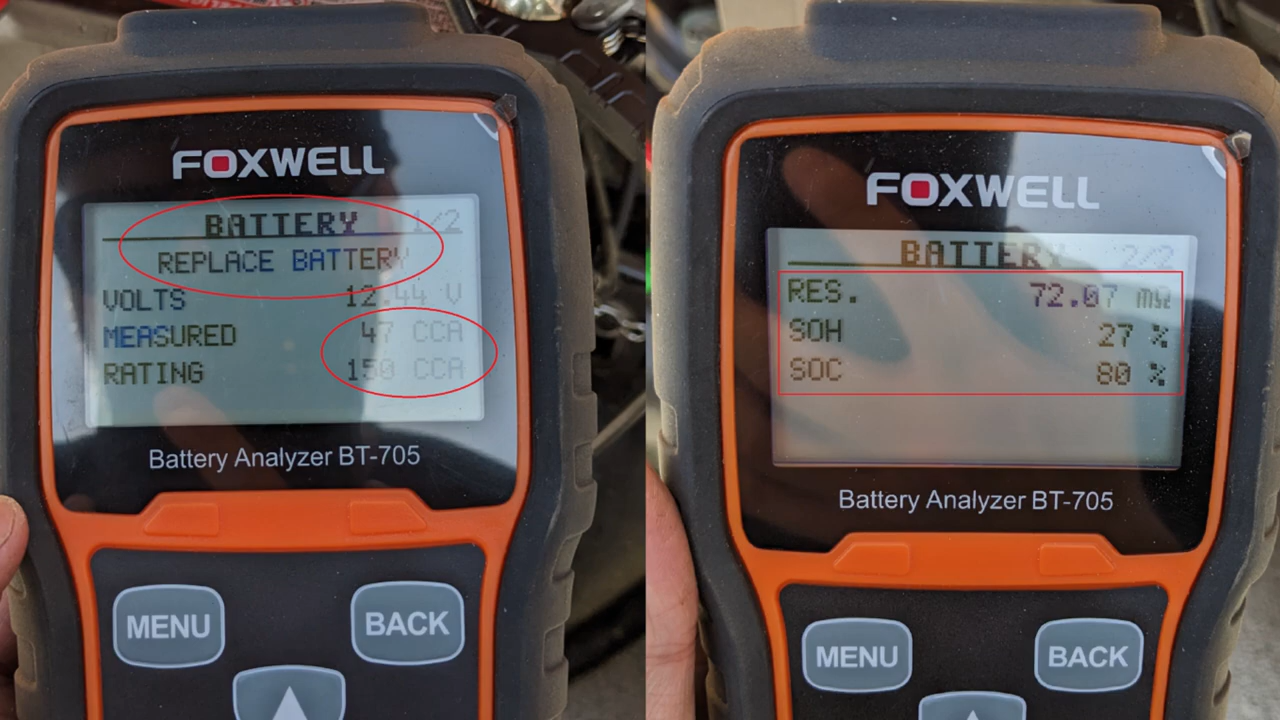 FOXWELL
BATTERY 1/2
REPLACE BATTERY
VOLTS 12.44 V
MEASURED 47 CCA
RATING 150 CCA
Battery Analyzer BT-705
MENU
BACK
FOXWELL
BATTERY 2/2
RES. 72.07 mΩ
SOH 27 %
SOC 80 %
Battery Analyzer BT-705
MENU
BACK